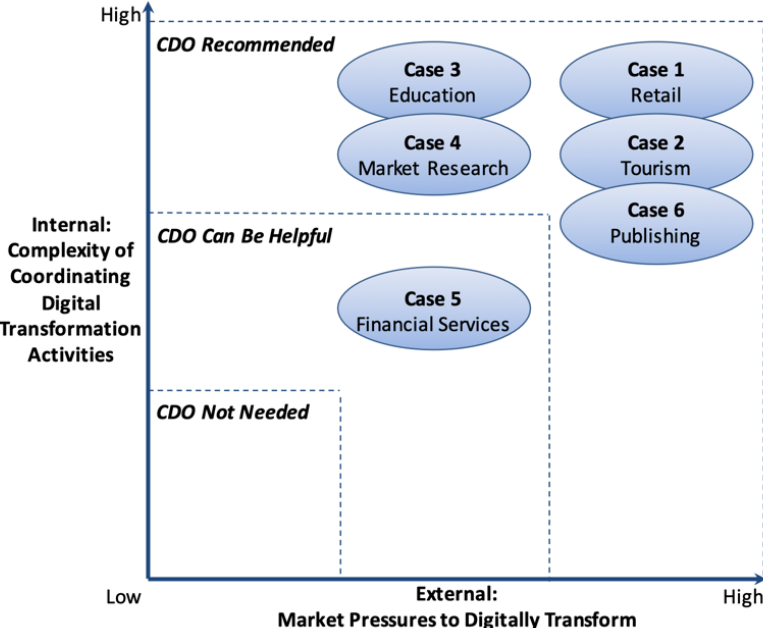 High
CDO Recommended
Case 3
Education
Case 1
Retail
Case 4
Market Research
Case 2
Tourism
Case 6
Publishing
Internal:
Complexity of
Coordinating
Digital
Transformation
Activities
CDO Can Be Helpful
Case 5
Financial Services
CDO Not Needed
Low
External:
High
Market Pressures to Digitally Transform